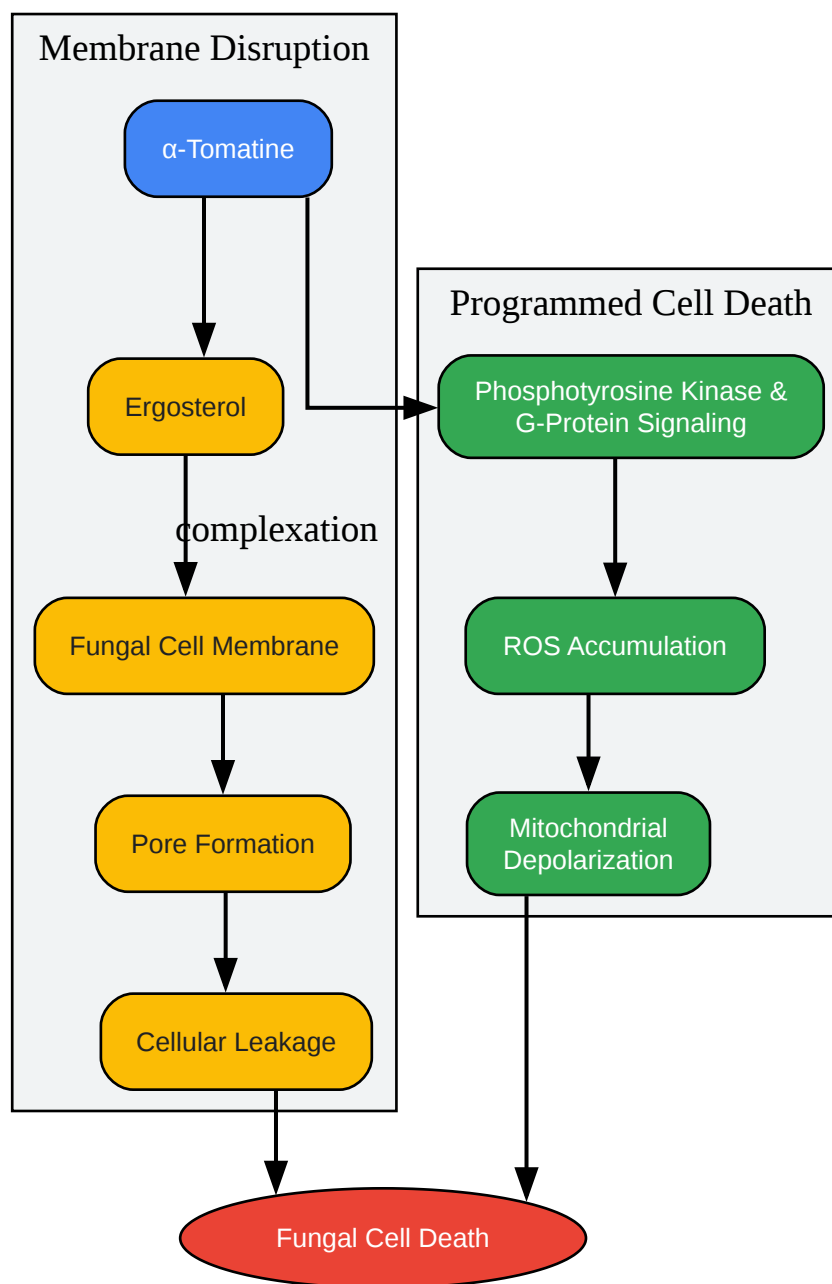 Membrane Disruption
α-Tomatine
Ergosterol
complexation
Fungal Cell Membrane
Pore Formation
Cellular Leakage
Programmed Cell Death
Phosphotyrosine Kinase &
G-Protein Signaling
ROS Accumulation
Mitochondrial
Depolarization
Fungal Cell Death